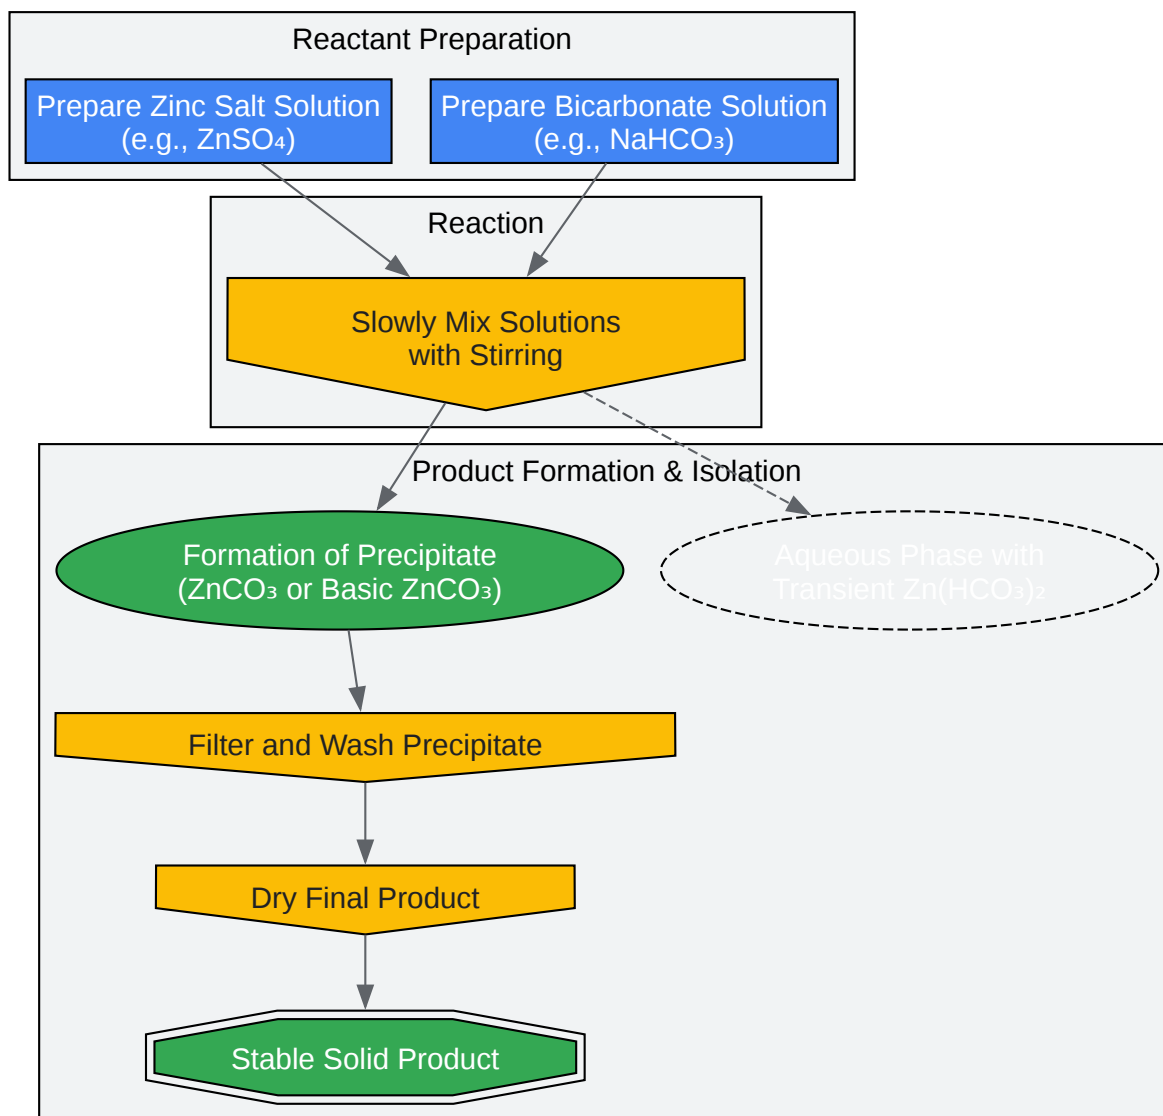 Reactant Preparation
Prepare Zinc Salt Solution
(e.g., ZnSO₄)
Prepare Bicarbonate Solution
(e.g., NaHCO₃)
Reaction
Slowly Mix Solutions
with Stirring
Product Formation & Isolation
Formation of Precipitate
(ZnCO₃ or Basic ZnCO₃)
Aqueous Phase with
Transient Zn(HCO₃)₂
Filter and Wash Precipitate
Dry Final Product
Stable Solid Product